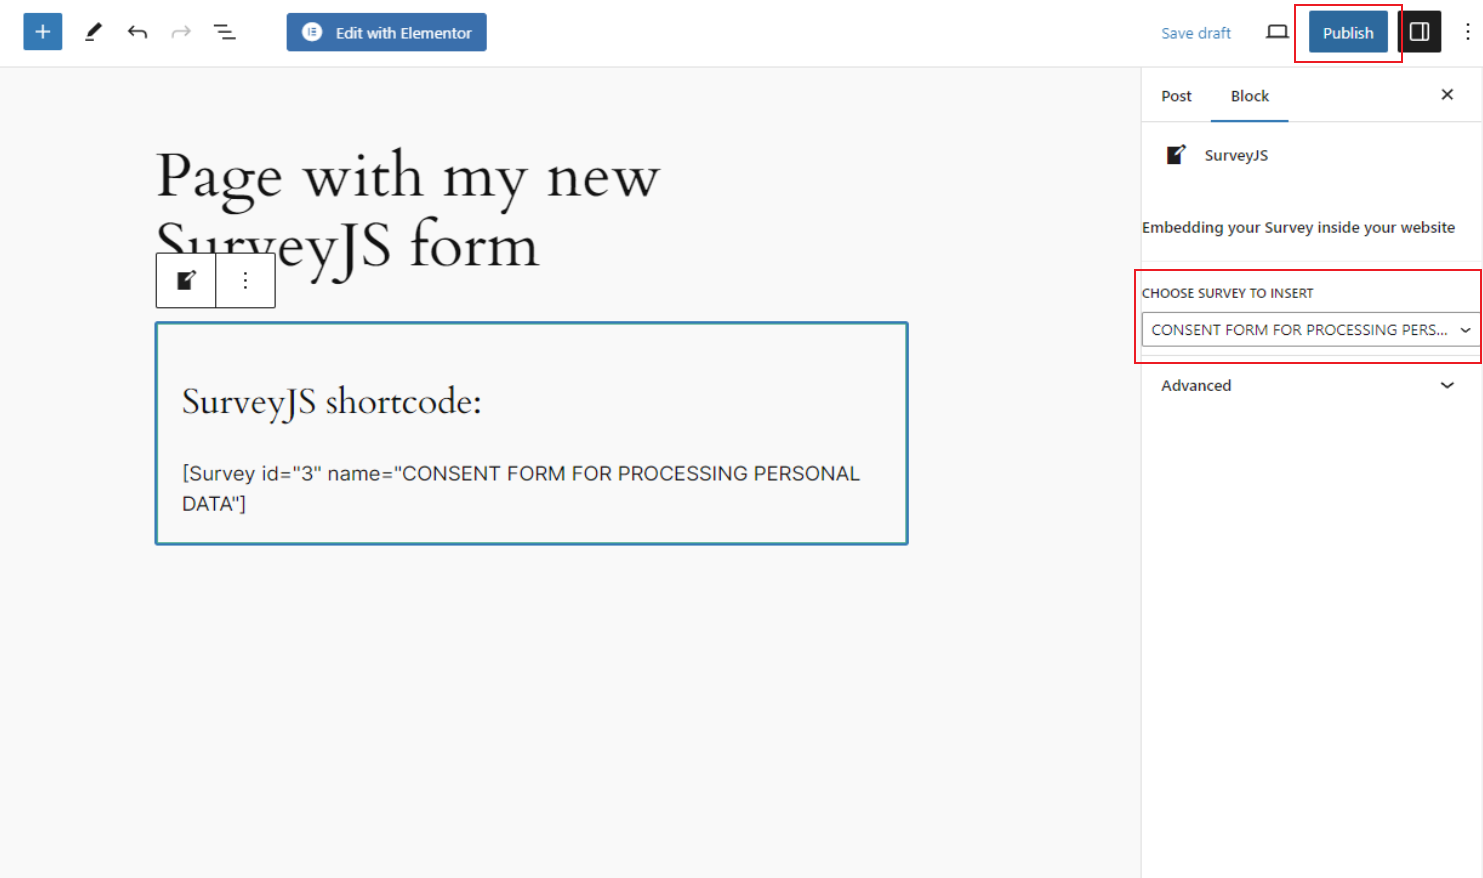 Edit with Elementor
Save draft
Publish
Post
Block
SurveyJS
Embedding your Survey inside your website
CHOOSE SURVEY TO INSERT
CONSENT FORM FOR PROCESSING PERS...
Advanced
Page with my new
SurveyJS form
SurveyJS shortcode:
[Survey id="3" name="CONSENT FORM FOR PROCESSING PERSONAL
DATA"]